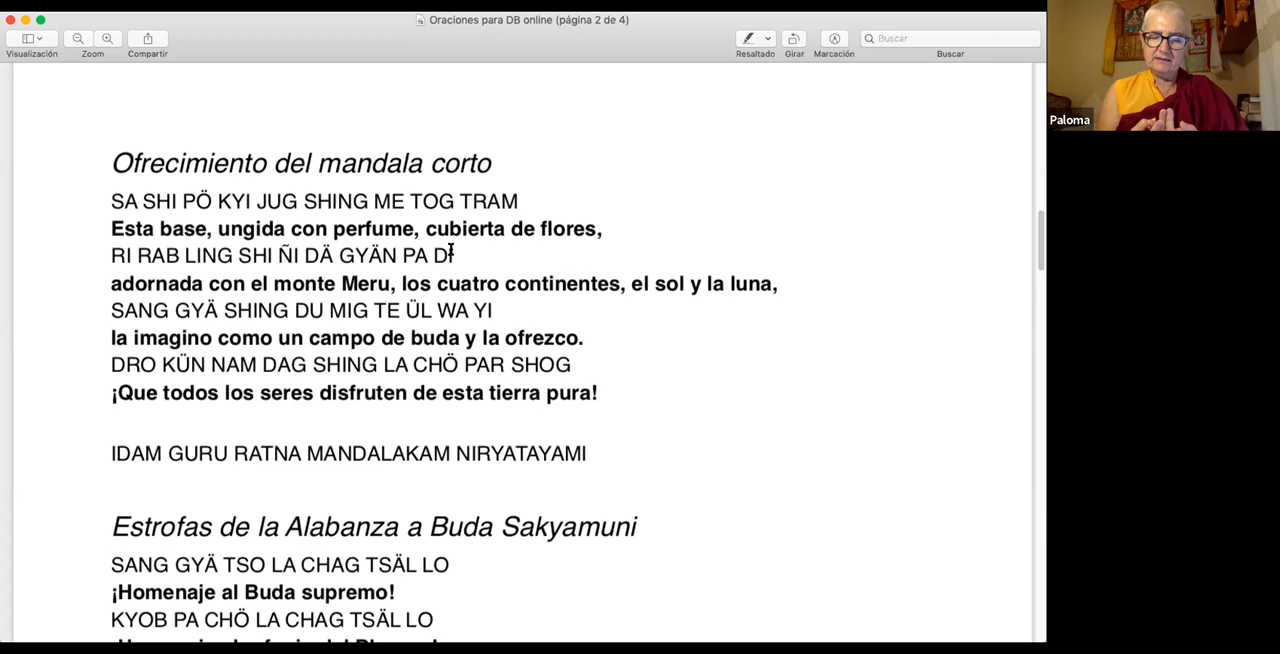 Oraciones para DB online (página 2 de 4)
Visualización
Zoom
Compartir
Resaltado
Girar
Marcación
Buscar
Buscar
Paloma
Ofrecimiento del mandala corto
SA SHI PÖ KYI JUG SHING ME TOG TRAM
Esta base, ungida con perfume, cubierta de flores,
RI RAB LING SHI ÑI DÄ GYÄN PA DI
adornada con el monte Meru, los cuatro continentes, el sol y la luna,
SANG GYÄ SHING DU MIG TE ÜL WA YI
la imagino como un campo de buda y la ofrezco.
DRO KÜN NAM DAG SHING LA CHÖ PAR SHOG
¡Que todos los seres disfruten de esta tierra pura!
IDAM GURU RATNA MANDALAKAM NIRYATAYAMI
Estrofas de la Alabanza a Buda Sakyamuni
SANG GYÄ TSO LA CHAG TSÄL LO
¡Homenaje al Buda supremo!
KYOB PA CHÖ LA CHAG TSÄL LO